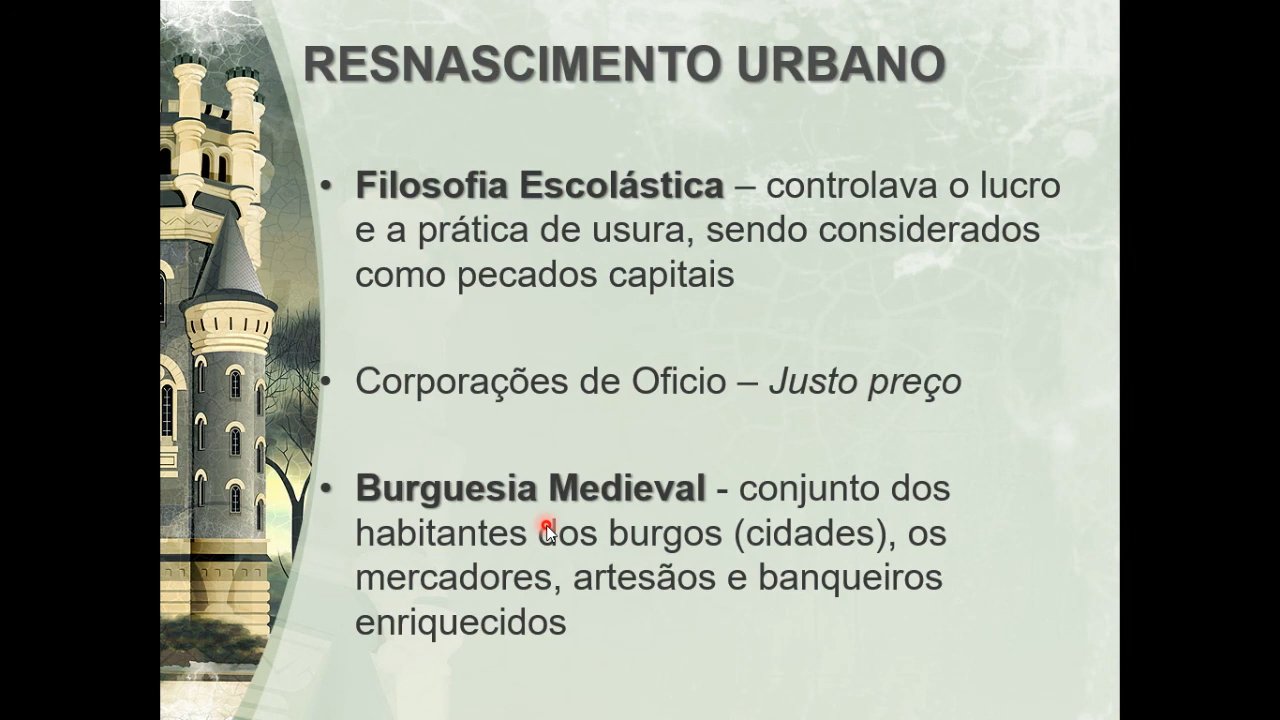 RESNASCIMENTO URBANO
• Filosofia Escolástica – controlava o lucro
e a prática de usura, sendo considerados
como pecados capitais
• Corporações de Oficio – Justo preço
• Burguesia Medieval - conjunto dos
habitantes dos burgos (cidades), os
mercadores, artesãos e banqueiros
enriquecidos